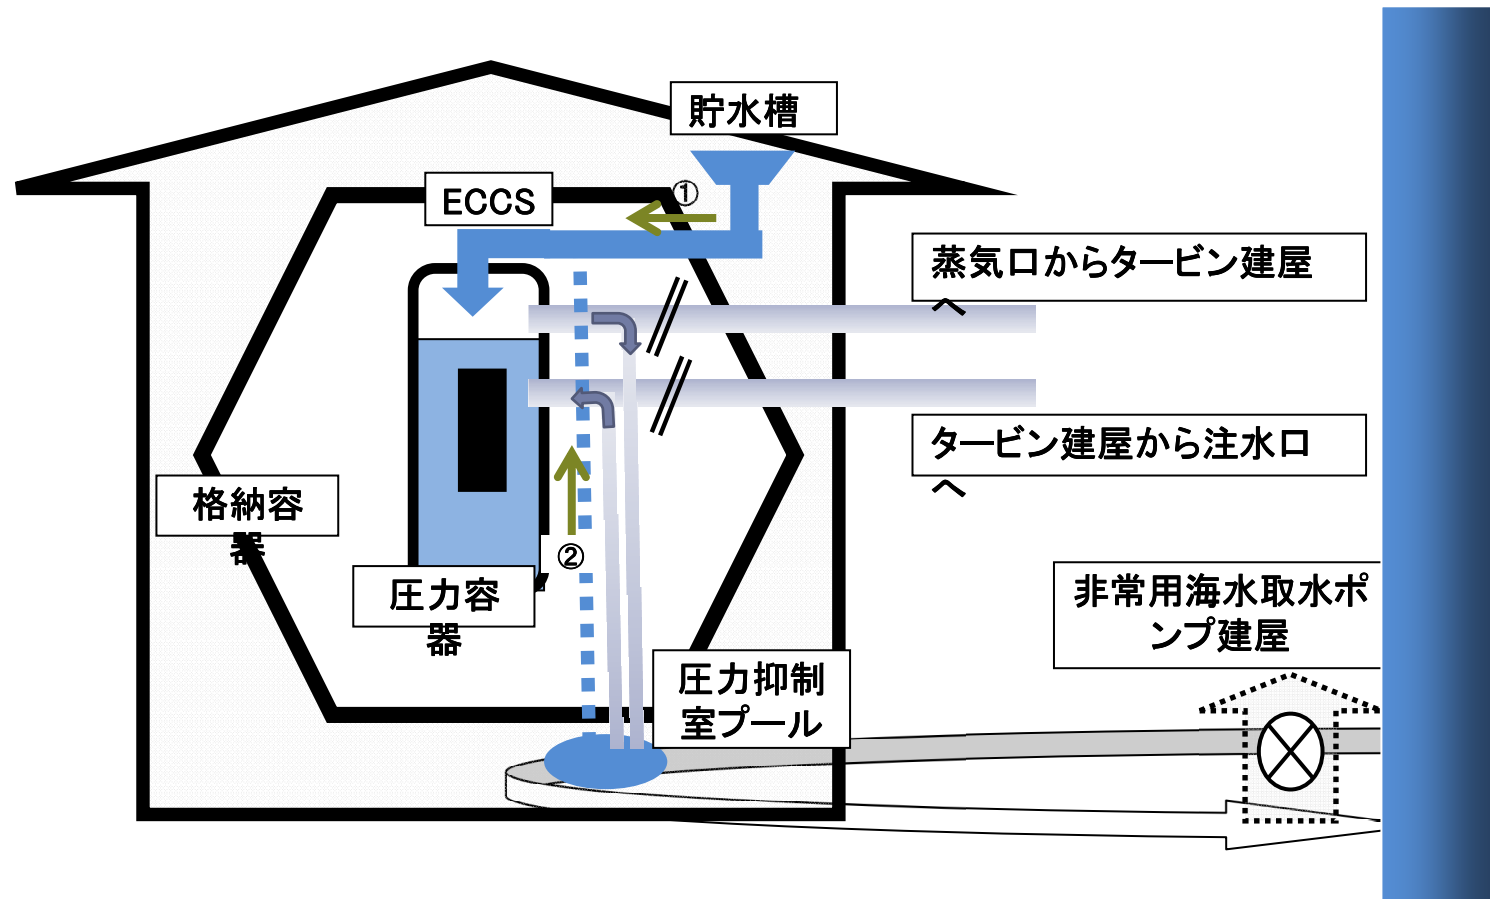 貯水槽
①
ECCS
蒸気口からタービン建屋
へ
タービン建屋から注水口
へ
格納容
器
②
圧力容
器
非常用海水取水ポ
ンプ建屋
圧力抑制
室プール